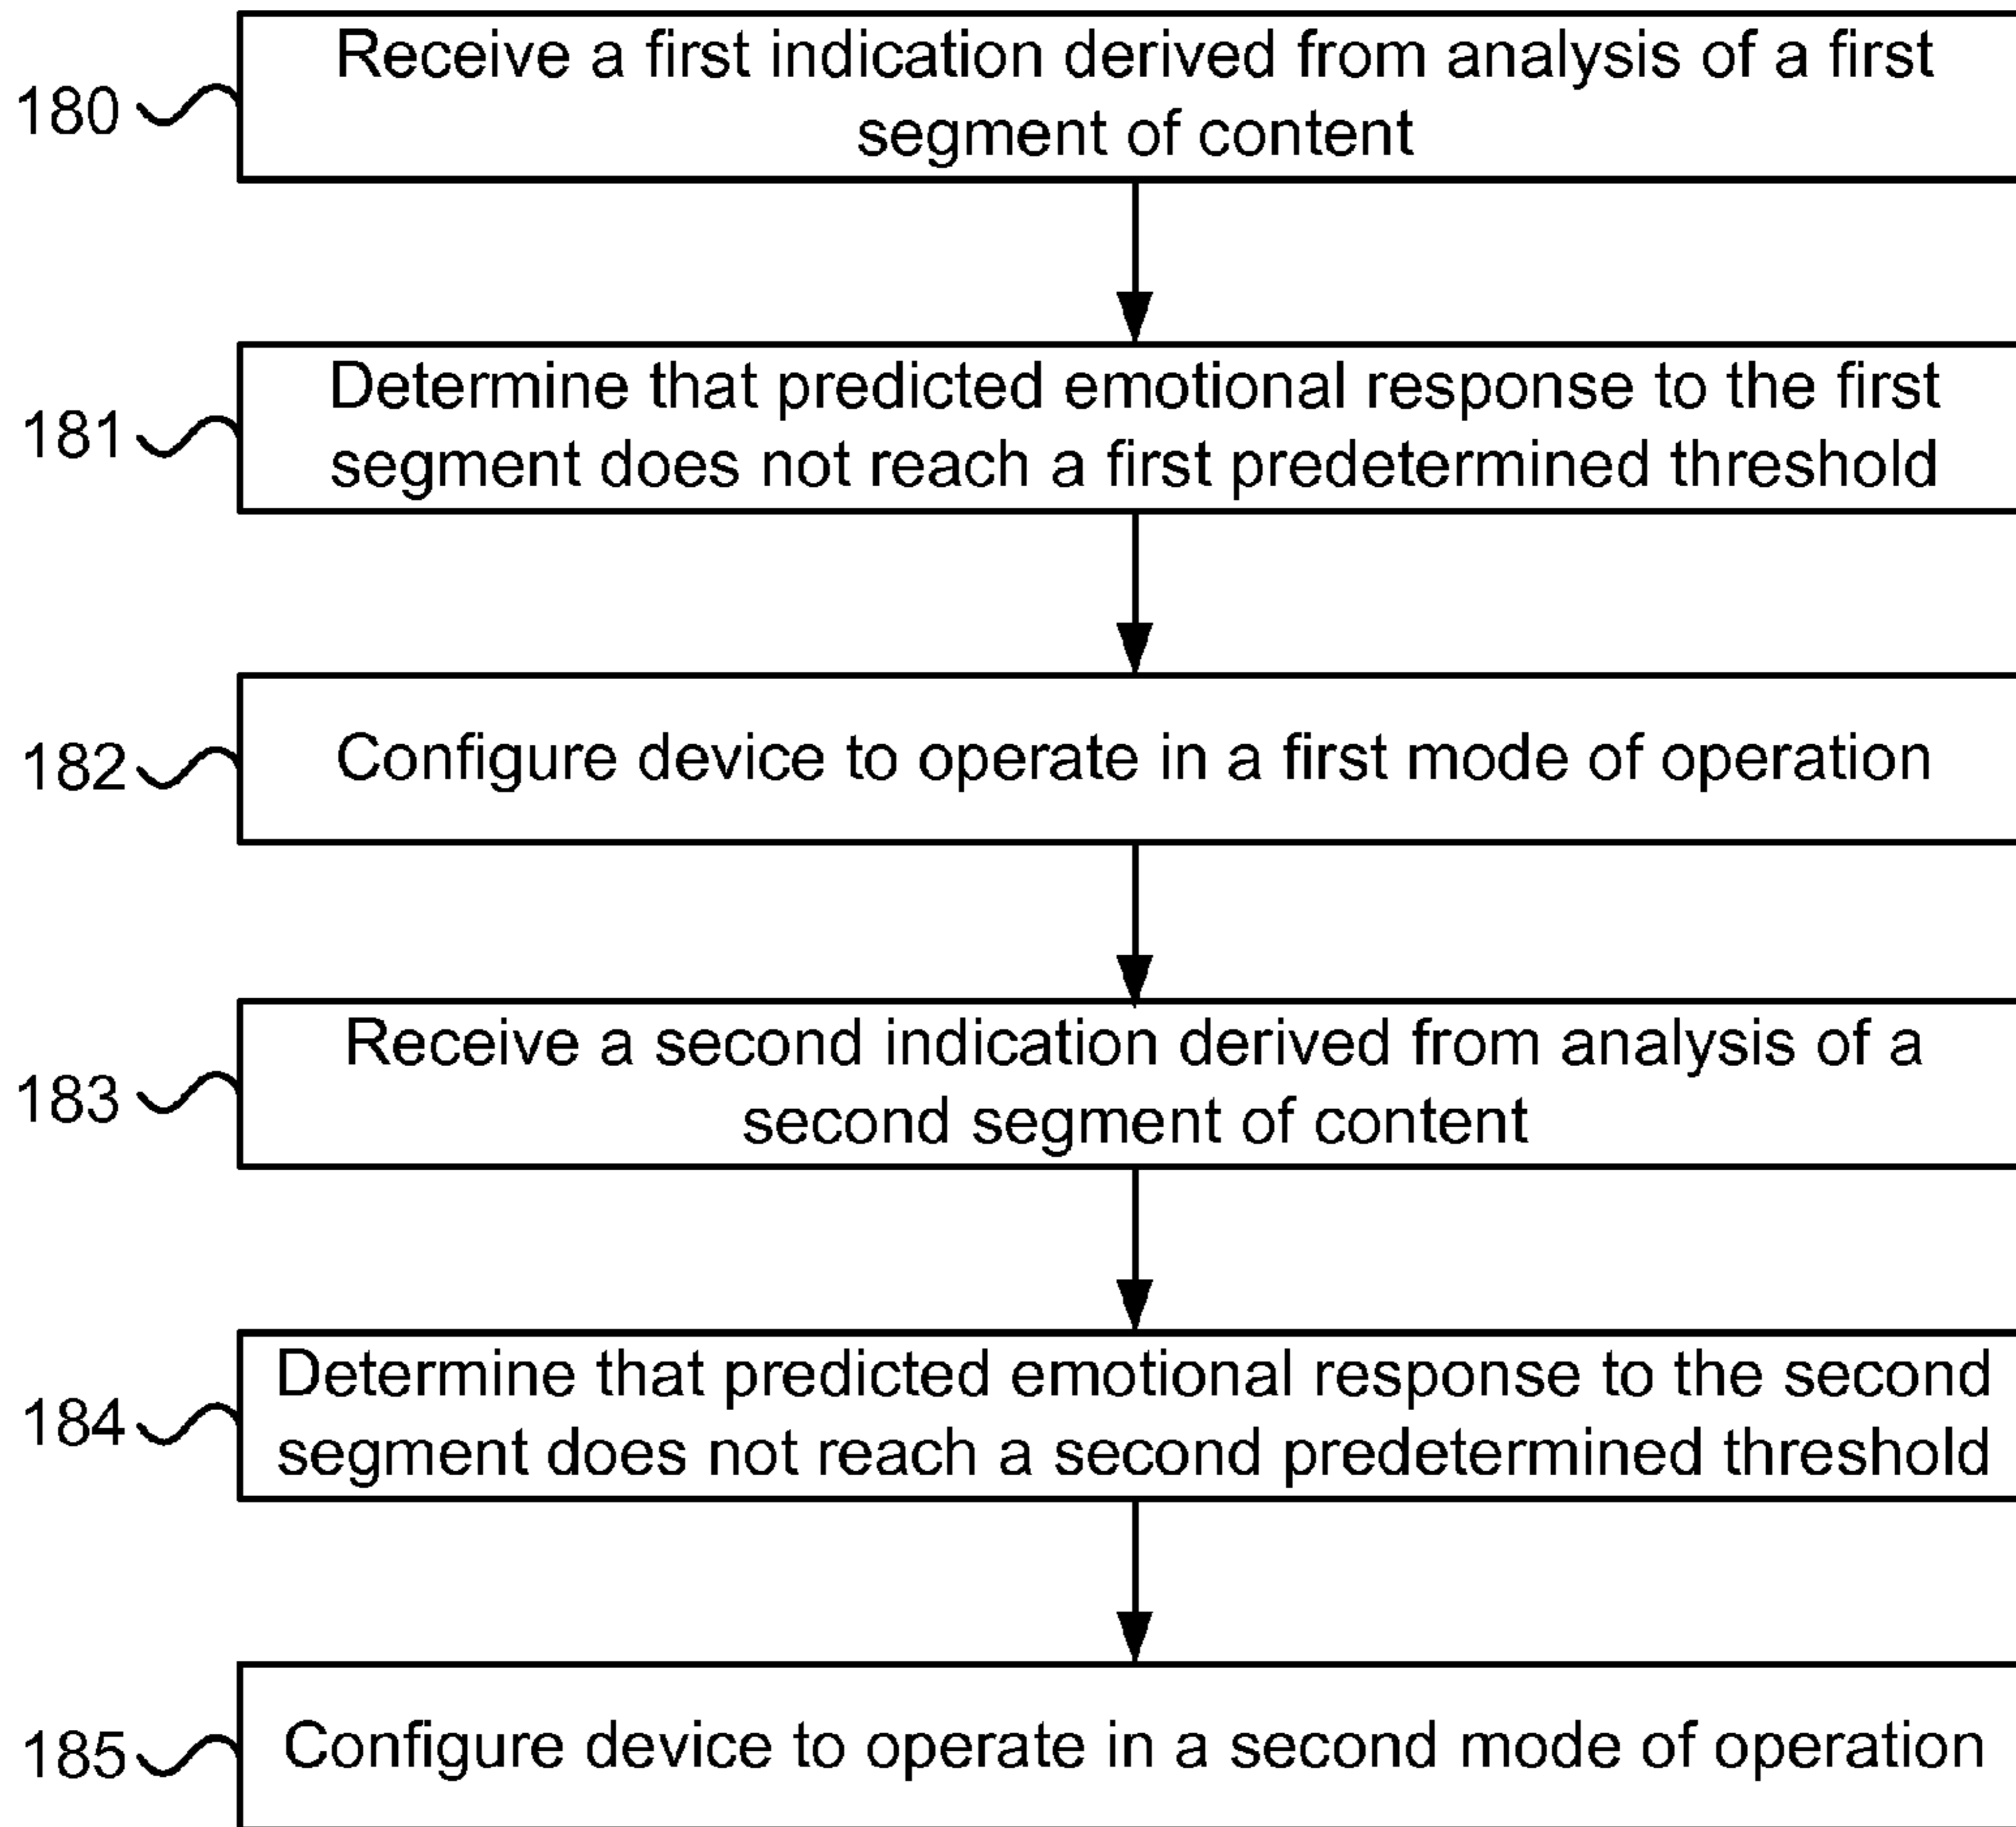 Receive a first indication derived from analysis of a first
segment of content
180
Determine that predicted emotional response to the first
segment does not reach a first predetermined threshold
181
Configure device to operate in a first mode of operation
182
Receive a second indication derived from analysis of a
second segment of content
183
Determine that predicted emotional response to the second
segment does not reach a second predetermined threshold
184
Configure device to operate in a second mode of operation
185